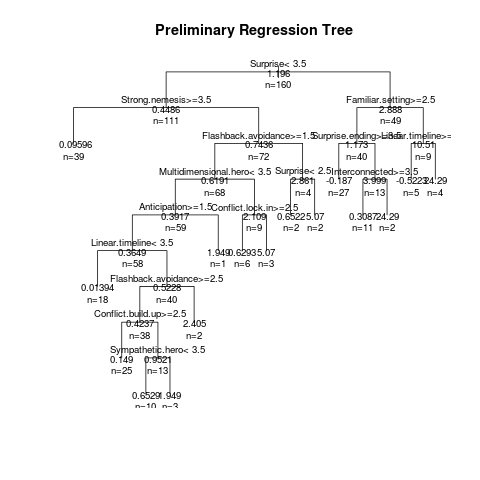 Preliminary Regression Tree
Surprise< 3.5
1.196
n=160
Strong.nemesis>=3.5
0.4486
n=111
Familiar.setting>=2.5
2.888
n=49
0.09596
n=39
Flashback.avoidance>=1.5
0.7436
n=72
Surprise.ending>=3.5
1.173
n=40
Linear.timeline>=
10.51
n=9
Multidimensional.hero< 3.5
0.6191
n=68
Surprise< 2.5
2.861
n=4
-0.187
n=27
Interconnected>=3.5
3.999
n=13
-0.5223
n=5
24.29
n=4
Anticipation>=1.5
0.3917
n=59
Conflict.lock.in>=2.5
2.109
n=9
0.6522
n=2
5.07
n=2
0.3087
n=11
24.29
n=2
Linear.timeline< 3.5
0.3649
n=58
1.949
n=1
0.6293
n=6
5.07
n=3
0.01394
n=18
Flashback.avoidance>=2.5
0.5228
n=40
Conflict.build.up>=2.5
0.4237
n=38
2.405
n=2
0.149
n=25
Sympathetic.hero< 3.5
0.9521
n=13
0.6529
n=10
1.949
n=3